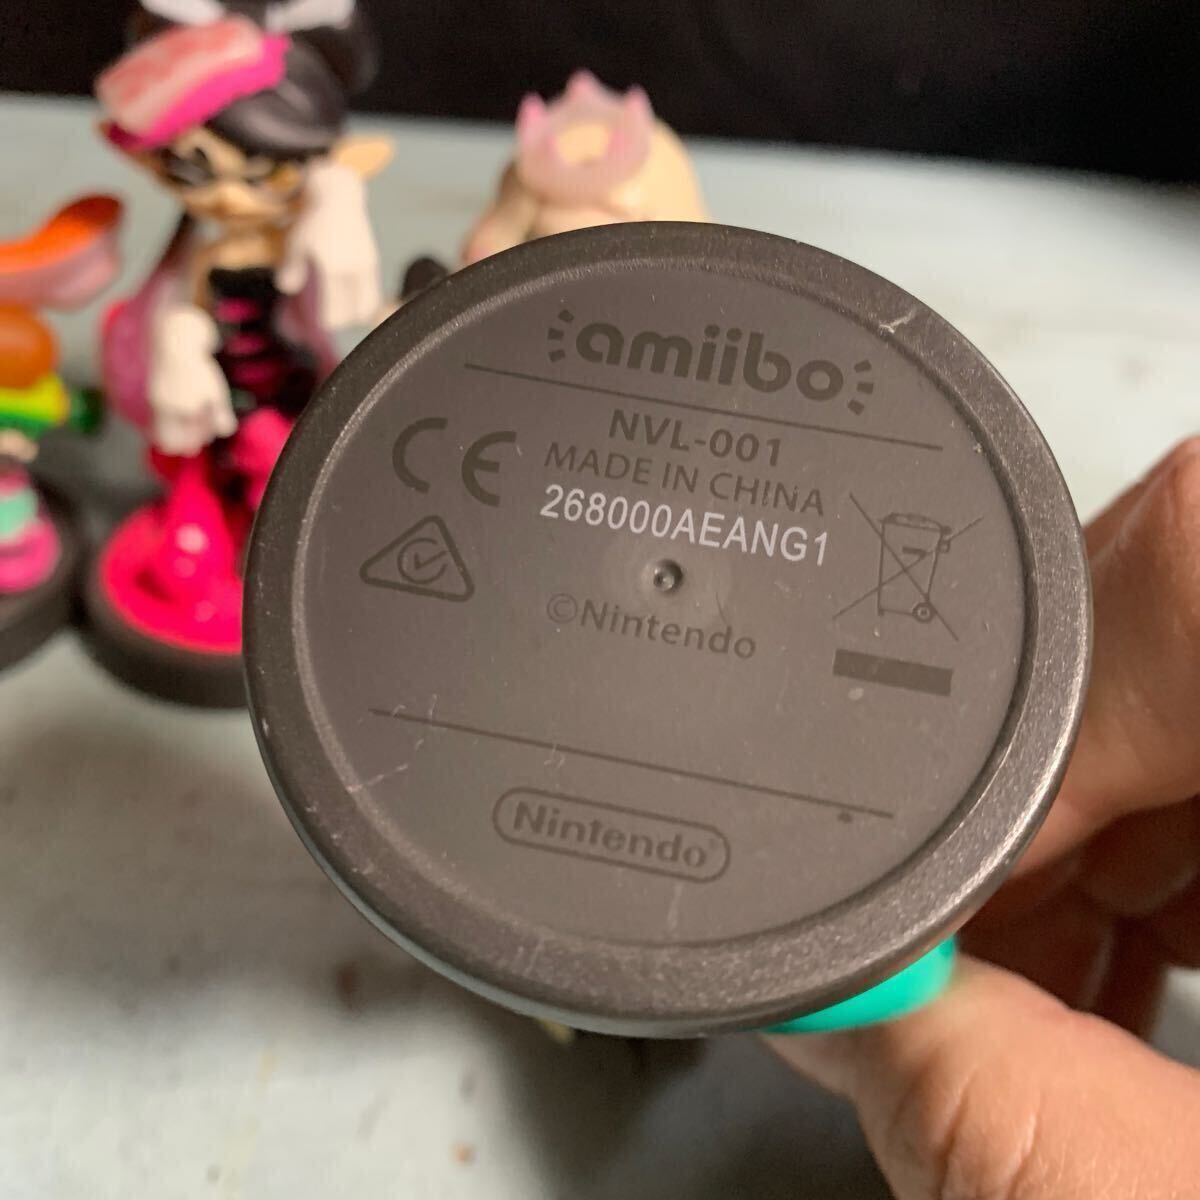 amiibo
NVL-001
MADE IN CHINA
268000AEANG1
CE
©Nintendo
Nintendo®